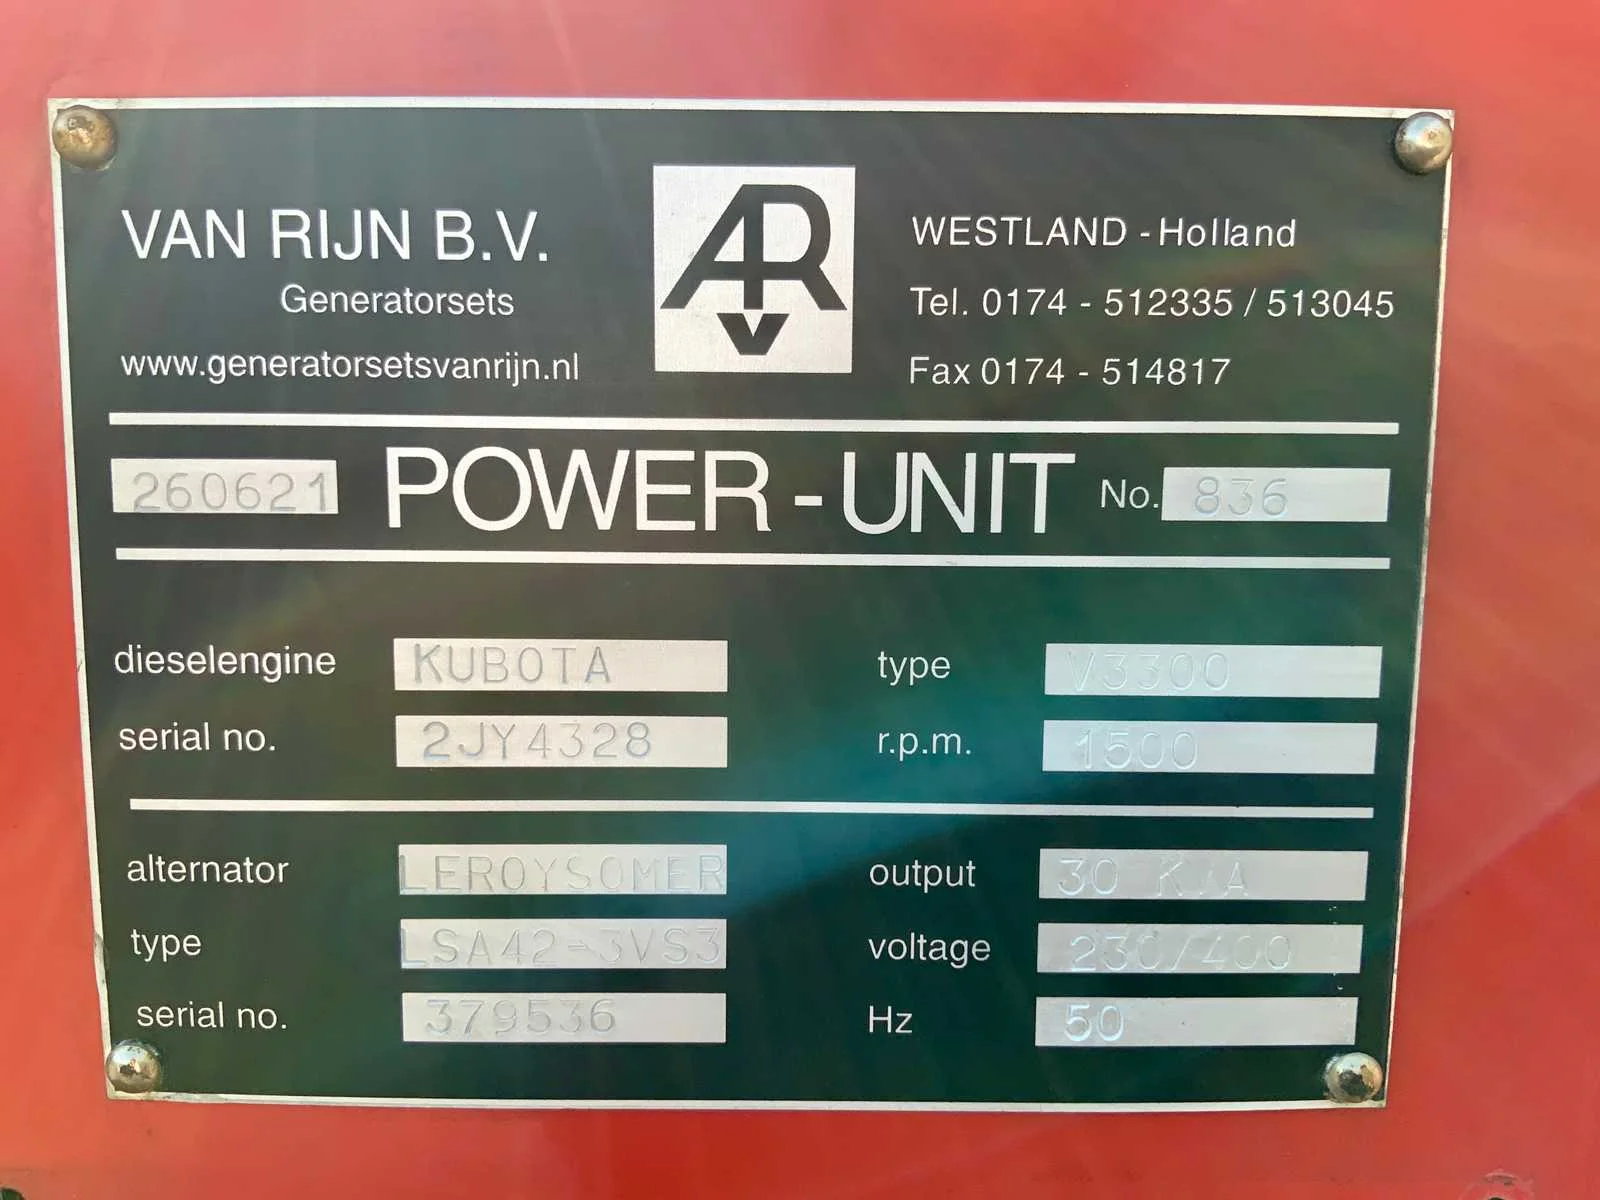 VAN RIJN B.V.
Generatorsets
www.generatorsetsvanrijn.nl
ARV
WESTLAND - Holland
Tel. 0174 - 512335 / 513045
Fax 0174 - 514817
260621 POWER - UNIT No. 836
dieselengine KUBOTA type V3300
serial no. 2JY4328 r.p.m. 1500
alternator LEROYSOMER output 30 KVA
type LSA42-3VS3 voltage 230/400
serial no. 379536 Hz 50